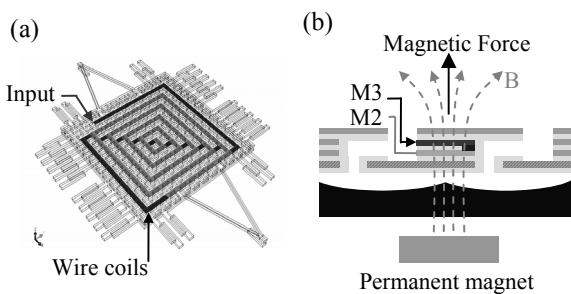 (a)
Input
Wire coils
(b)
Magnetic Force
B
M3
M2
Permanent magnet